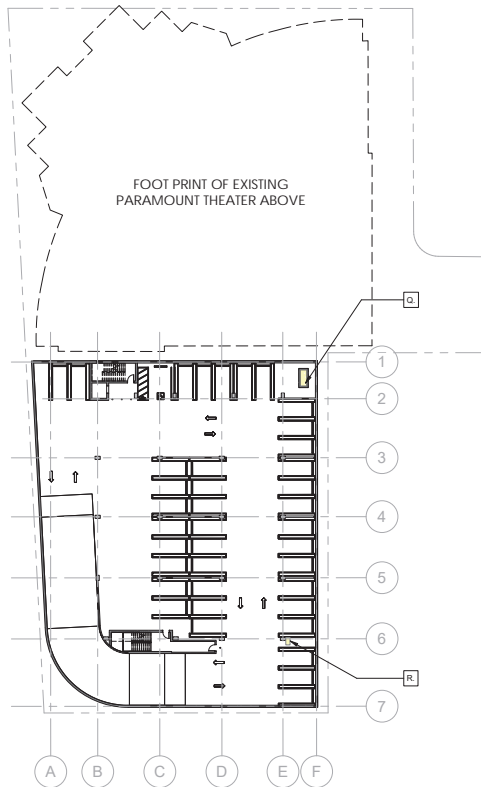 FOOT PRINT OF EXISTING
PARAMOUNT THEATER ABOVE
Q.
1
2
3
4
5
6
R.
7
A B C D E F